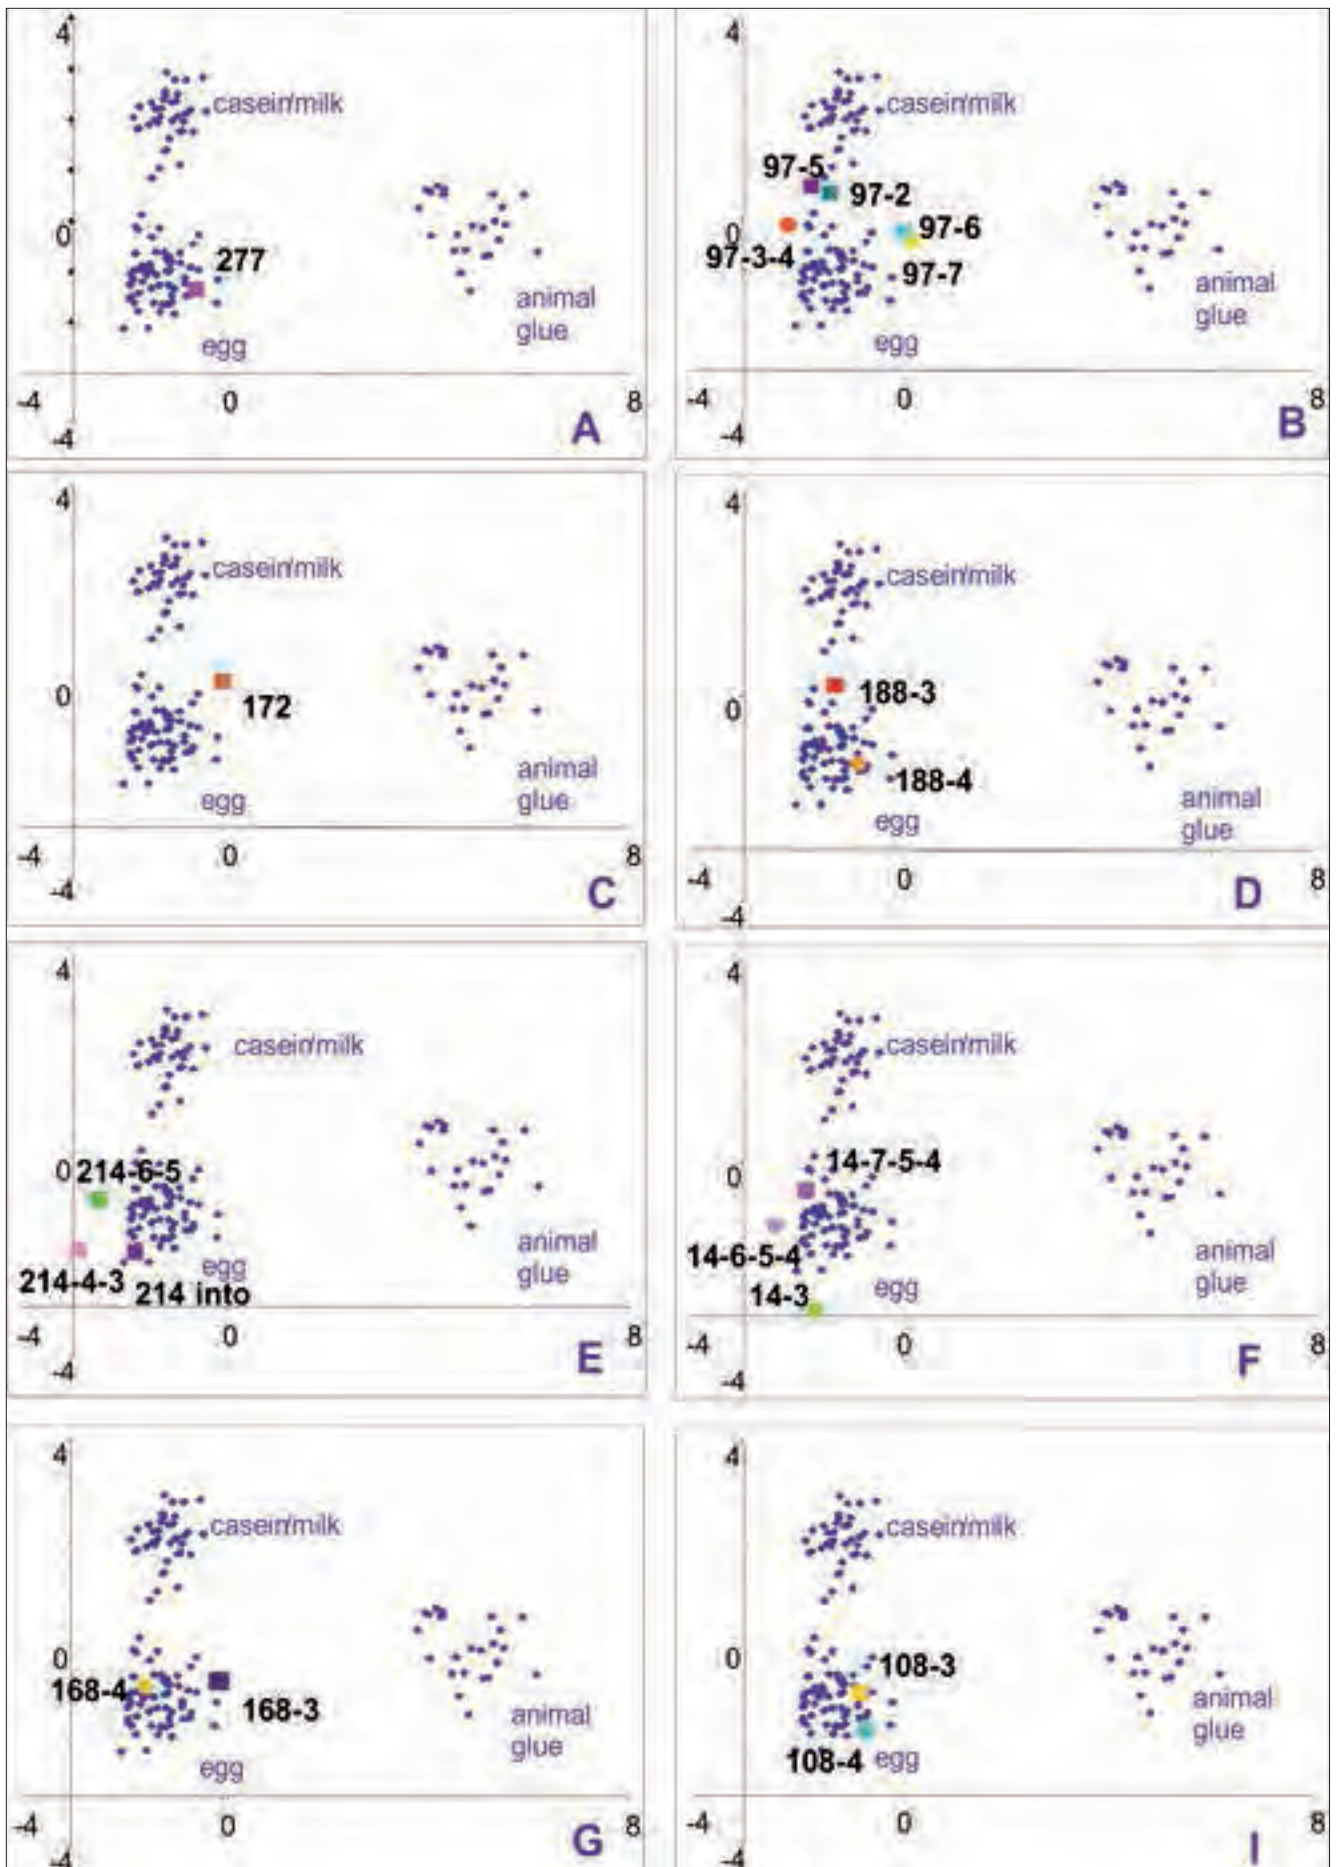 4
casein/milk
0
277
animal
glue
egg
-4
0
8
-4
A
4
casein/milk
97-5
97-2
0
97-6
97-3-4
97-7
animal
glue
egg
-4
0
8
-4
B
4
casein/milk
0
172
animal
glue
egg
-4
0
8
-4
C
4
casein/milk
188-3
0
188-4
animal
glue
egg
-4
0
8
-4
D
4
casein/milk
0
214-6-5
animal
glue
egg
214-4-3
214 into
-4
0
8
-4
E
4
casein/milk
14-7-5-4
0
14-6-5-4
animal
glue
egg
14-3
-4
0
8
-4
F
4
casein/milk
0
168-4
168-3
animal
glue
egg
-4
0
8
-4
G
4
casein/milk
0
108-3
animal
glue
108-4
egg
-4
0
8
-4
I